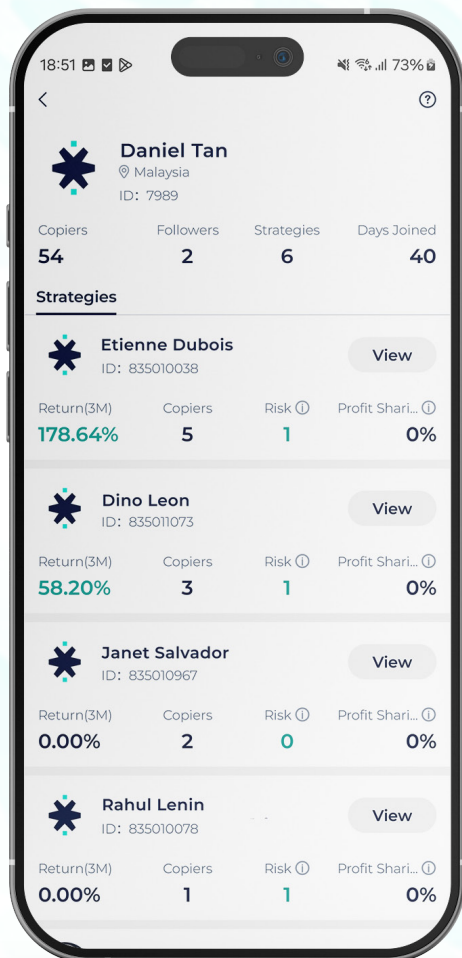 18:51 73%
Daniel Tan
Malaysia
ID: 7989
Copiers Followers Strategies Days Joined
54 2 6 40
Strategies
Etienne Dubois
ID: 835010038
View
Return(3M) Copiers Risk Profit Shari...
178.64% 5 1 0%
Dino Leon
ID: 835011073
View
Return(3M) Copiers Risk Profit Shari...
58.20% 3 1 0%
Janet Salvador
ID: 835010967
View
Return(3M) Copiers Risk Profit Shari...
0.00% 2 0 0%
Rahul Lenin
ID: 835010078
View
Return(3M) Copiers Risk Profit Shari...
0.00% 1 1 0%